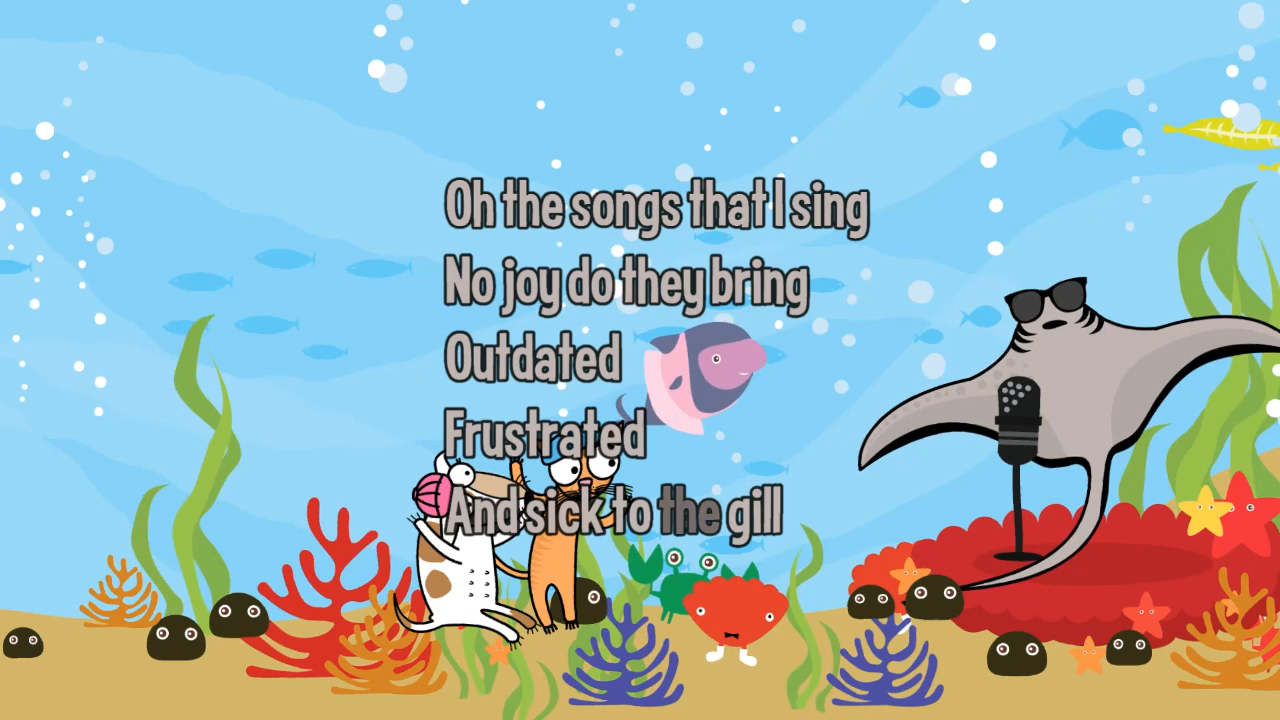 Oh the songs that I sing
No joy do they bring
Outdated
Frustrated
And sick to the gill